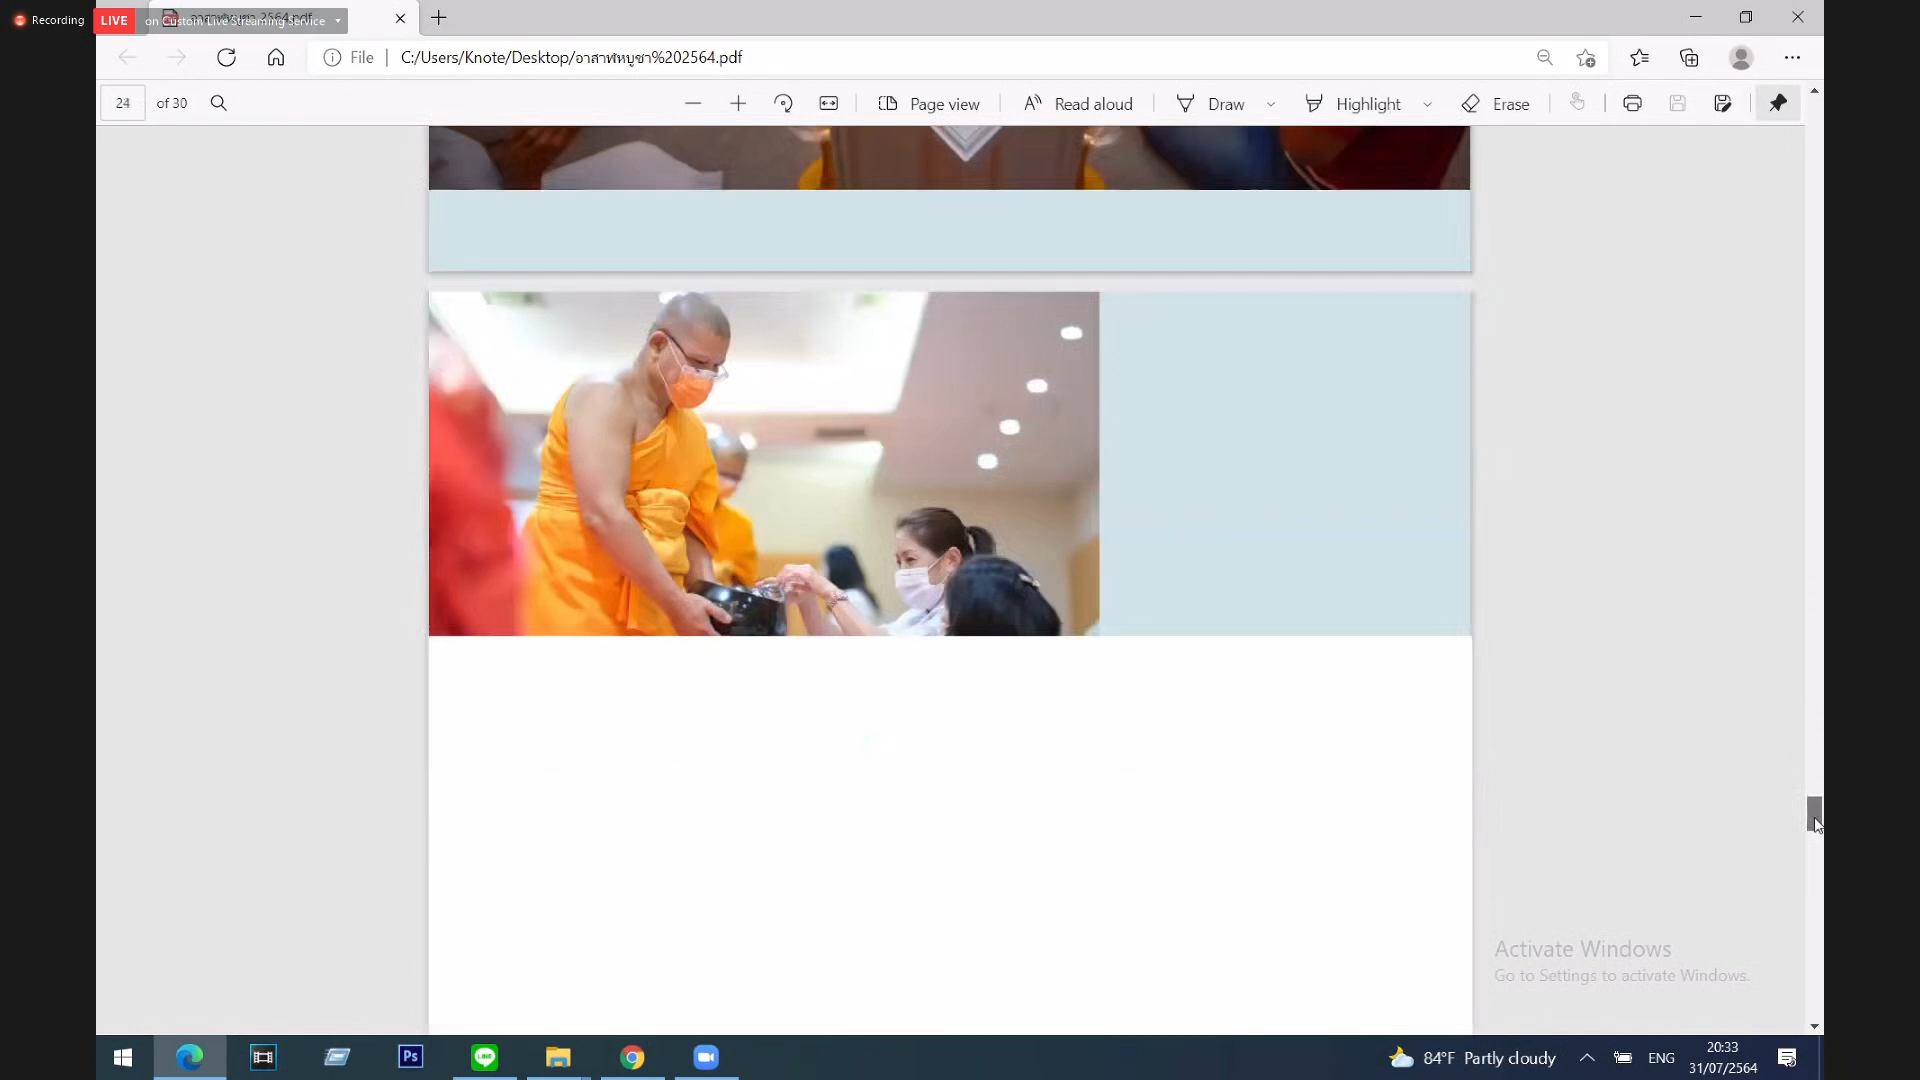 Recording
LIVE
on Custom Live Streaming Service
File
C:/Users/Knote/Desktop/อาสาฬหบูชา%202564.pdf
24
of 30
Page view
Read aloud
Draw
Highlight
Erase
Activate Windows
Go to Settings to activate Windows.
Ps
LINE
84°F Partly cloudy
ENG
20:33
31/07/2564